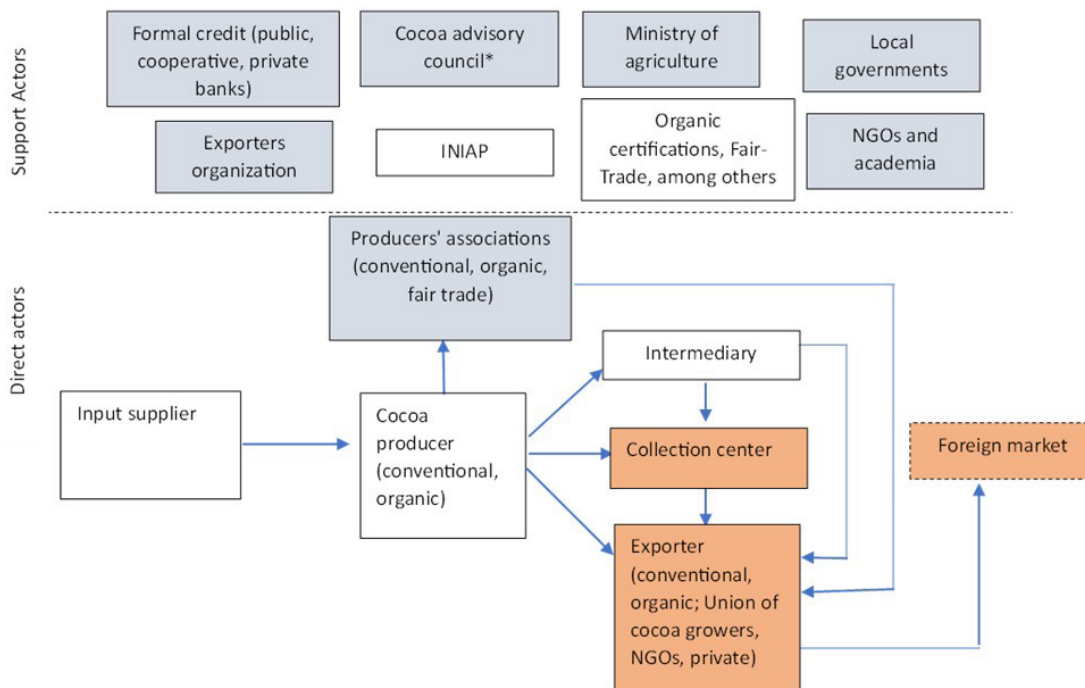 Support Actors
Formal credit (public,
cooperative, private
banks)
Cocoa advisory
council*
Ministry of
agriculture
Local
governments
Exporters
organization
INIAP
Organic
certifications, Fair-
Trade, among others
NGOs and
academia
Direct actors
Producers' associations
(conventional, organic,
fair trade)
Intermediary
Input supplier
Cocoa
producer
(conventional,
organic)
Collection center
Foreign market
Exporter
(conventional,
organic; Union of
cocoa growers,
NGOs, private)